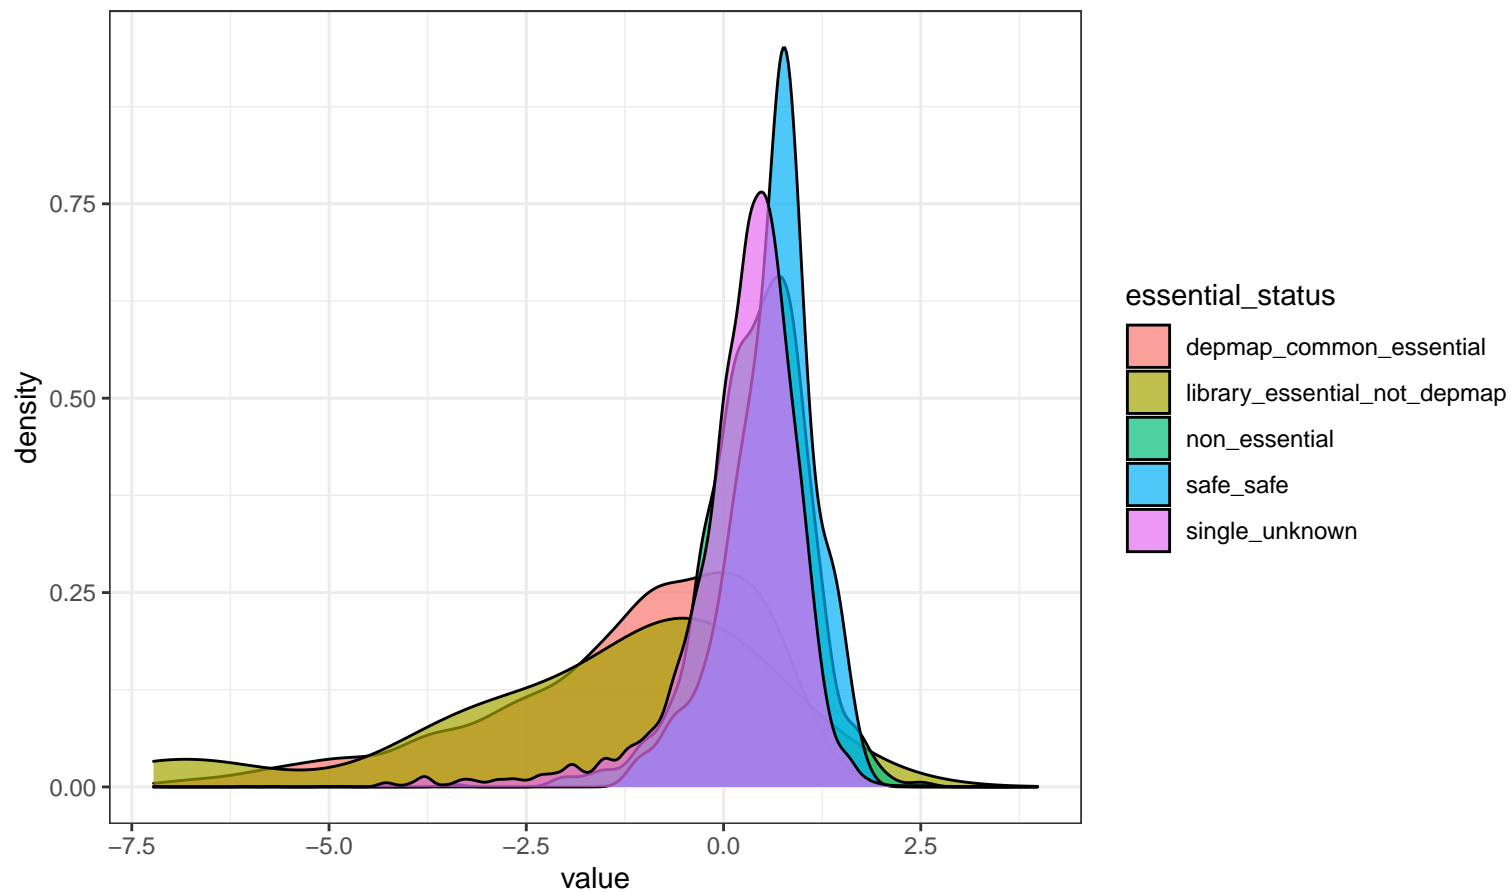 density
0.75
0.50
0.25
0.00
−7.5
−5.0
−2.5
0.0
2.5
value
essential_status
depmap_common_essential
library_essential_not_depmap
non_essential
safe_safe
single_unknown